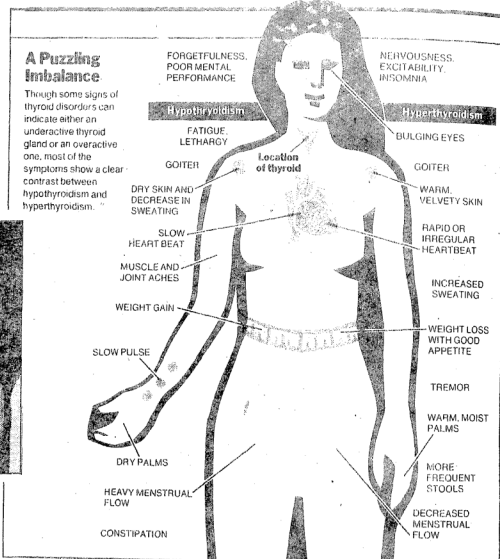 A Puzzling
Imbalance
Though some signs of
thyroid disorders can
indicate either an
underactive thyroid
gland or an overactive
one, most of the
symptoms show a clear
contrast between
hypothyroidism and
hyperthyroidism.
FORGETFULNESS,
POOR MENTAL
PERFORMANCE
Hypothyroidism
FATIGUE,
LETHARGY
GOITER
DRY SKIN AND
DECREASE IN
SWEATING
SLOW
HEART BEAT
MUSCLE AND
JOINT ACHES
WEIGHT GAIN
SLOW PULSE
DRY PALMS
HEAVY MENSTRUAL
FLOW
CONSTIPATION
Location
of thyroid
NERVOUSNESS,
EXCITABILITY,
INSOMNIA
Hyperthyroidism
BULGING EYES
GOITER
WARM,
VELVETY SKIN
RAPID OR
IRREGULAR
HEARTBEAT
INCREASED
SWEATING
WEIGHT LOSS
WITH GOOD
APPETITE
TREMOR
WARM, MOIST
PALMS
MORE
FREQUENT
STOOLS
DECREASED
MENSTRUAL
FLOW